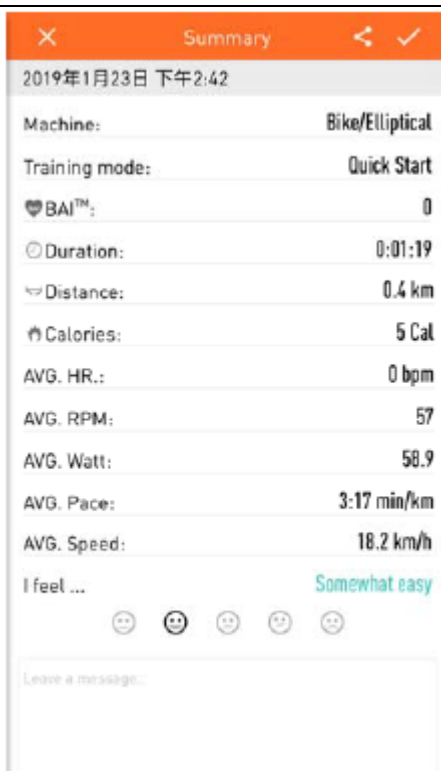 Summary
2019年1月23日 下午2:42
Machine: Bike/Elliptical
Training mode: Quick Start
BAI™: 0
Duration: 0:01:19
Distance: 0.4 km
Calories: 5 Cal
AVG. HR.: 0 bpm
AVG. RPM: 57
AVG. Watt: 58.9
AVG. Pace: 3:17 min/km
AVG. Speed: 18.2 km/h
I feel ... Somewhat easy
Leave a message...